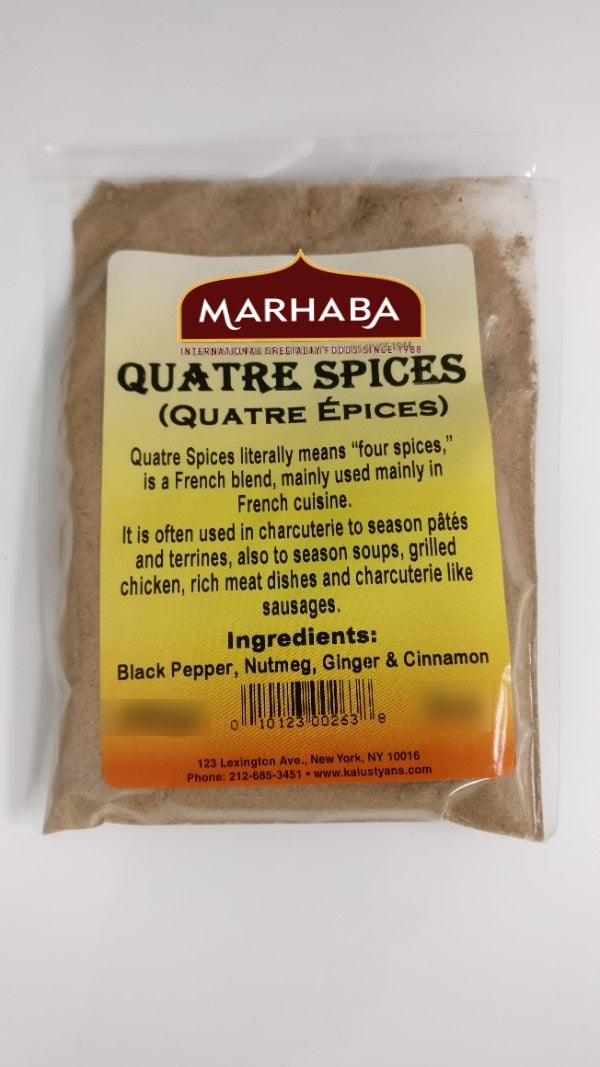 MARHABA
INTERNATIONAL SPECIALTY FOODS SINCE 1988
QUATRE SPICES
(QUATRE ÉPICES)
Quatre Spices literally means “four spices,”
is a French blend, mainly used mainly in
French cuisine.
It is often used in charcuterie to season pâtés
and terrines, also to season soups, grilled
chicken, rich meat dishes and charcuterie like
sausages.
Ingredients:
Black Pepper, Nutmeg, Ginger & Cinnamon
0 10123 00263 8
123 Lexington Ave., New York, NY 10016
Phone: 212-685-3451 • www.kalustyans.com